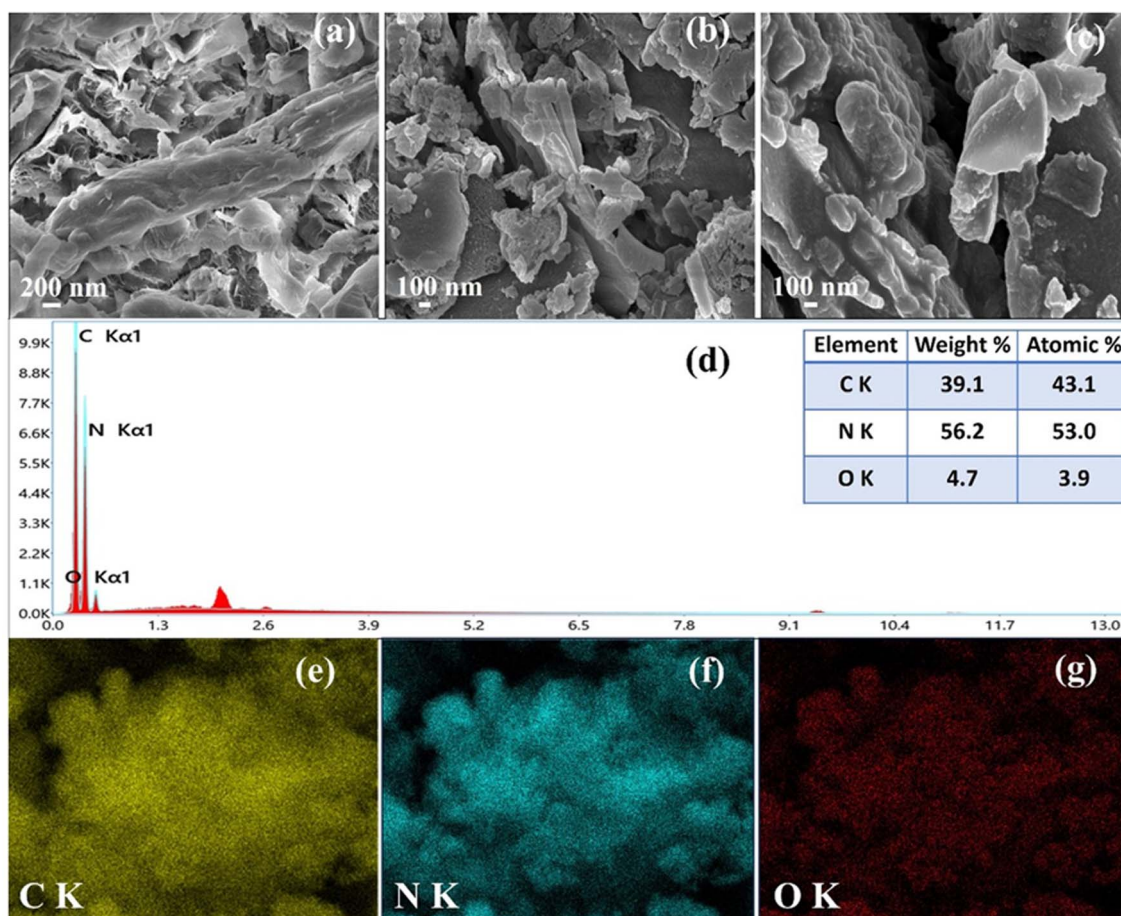 (a)
(b)
(c)
200 nm
100 nm
100 nm
C Kα1
9.9K
(d)
Element Weight % Atomic %
8.8K
C K 39.1 43.1
7.7K
N Kα1
6.6K
N K 56.2 53.0
5.5K
O K 4.7 3.9
4.4K
3.3K
2.2K
O Kα1
1.1K
0.0K
0.0 1.3 2.6 3.9 5.2 6.5 7.8 9.1 10.4 11.7 13.0
(e)
(f)
(g)
C K
N K
O K